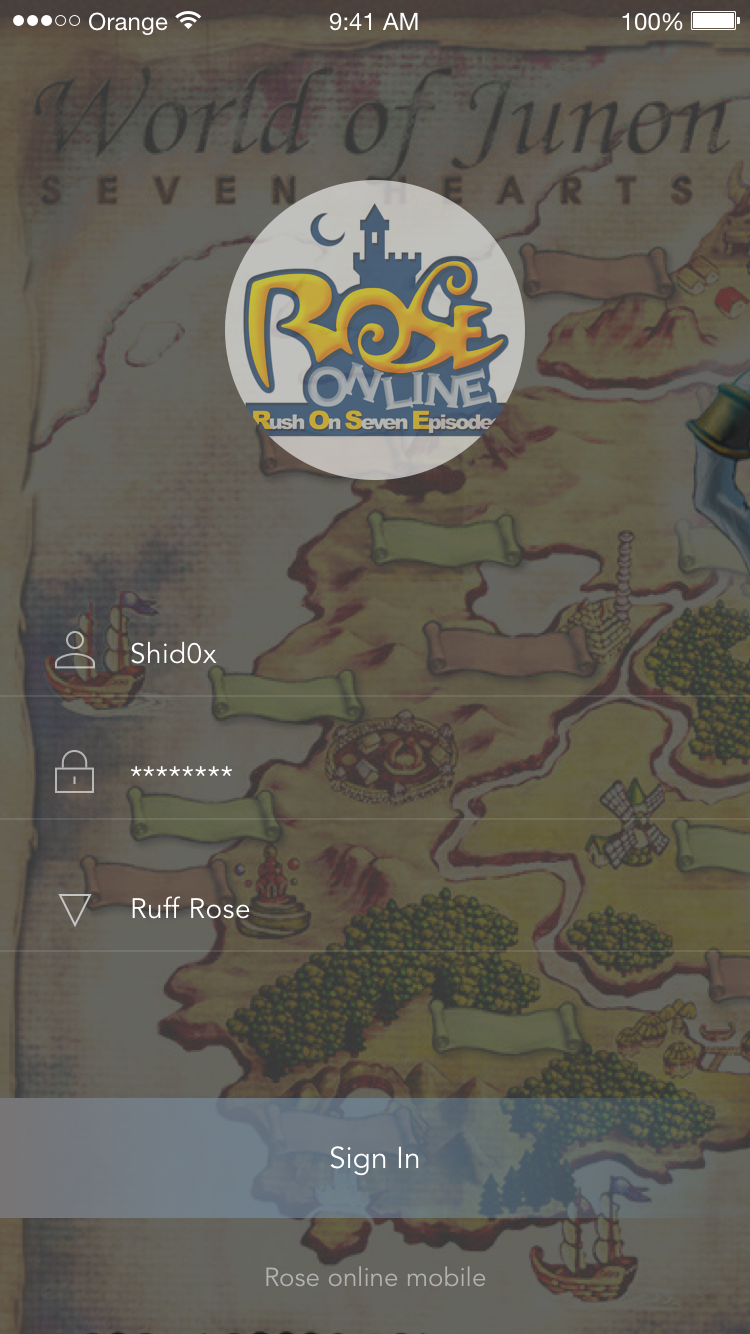 Orange 9:41 AM 100%
World of Junon
SEVEN HEARTS
ROSE
ONLINE
Rush On Seven Episodes
Shid0x
********
Ruff Rose
Sign In
Rose online mobile